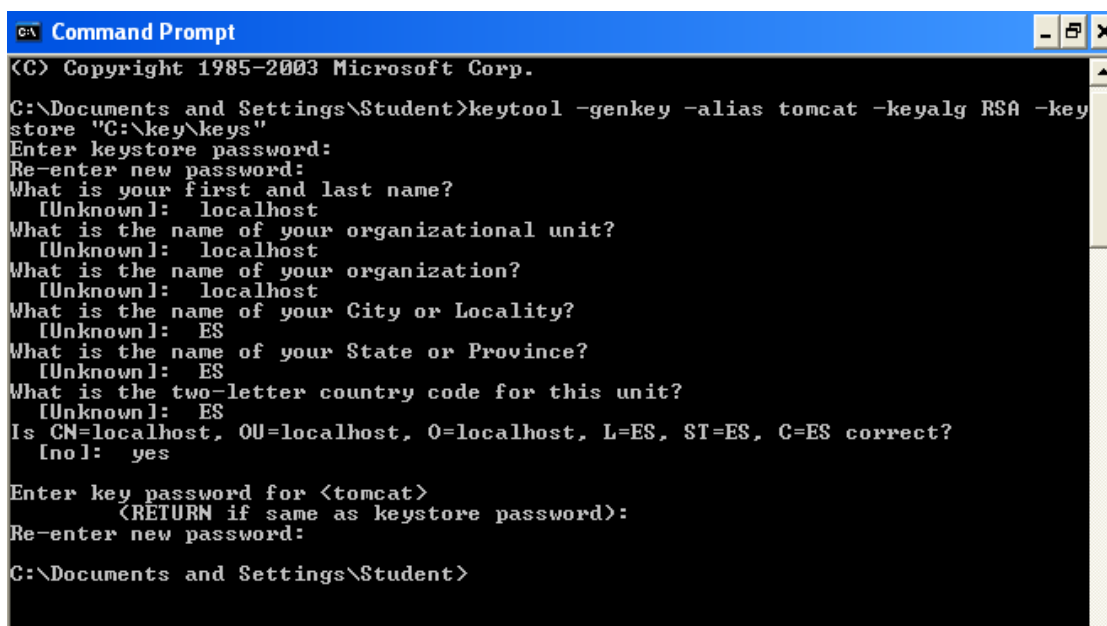 Command Prompt
(C) Copyright 1985-2003 Microsoft Corp.
C:\Documents and Settings\Student>keytool -genkey -alias tomcat -keyalg RSA -key
store "C:\key\keys"
Enter keystore password:
Re-enter new password:
What is your first and last name?
[Unknown]:  localhost
What is the name of your organizational unit?
[Unknown]:  localhost
What is the name of your organization?
[Unknown]:  localhost
What is the name of your City or Locality?
[Unknown]:  ES
What is the name of your State or Province?
[Unknown]:  ES
What is the two-letter country code for this unit?
[Unknown]:  ES
Is CN=localhost, OU=localhost, O=localhost, L=ES, ST=ES, C=ES correct?
[no]:  yes
Enter key password for <tomcat>
(RETURN if same as keystore password):
Re-enter new password:
C:\Documents and Settings\Student>